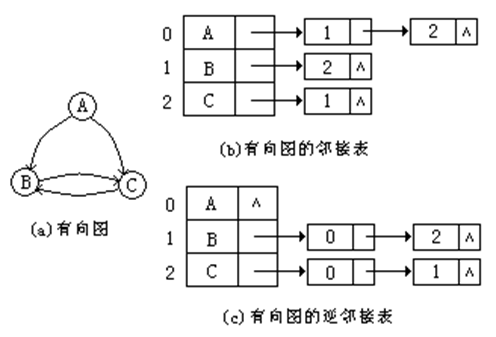 0 A 1 2 ∧
1 B 2 ∧
2 C 1 ∧
(b)有向图的邻接表
A
B C
(a)有向图
0 A ∧
1 B 0 2 ∧
2 C 0 1 ∧
(c)有向图的逆邻接表